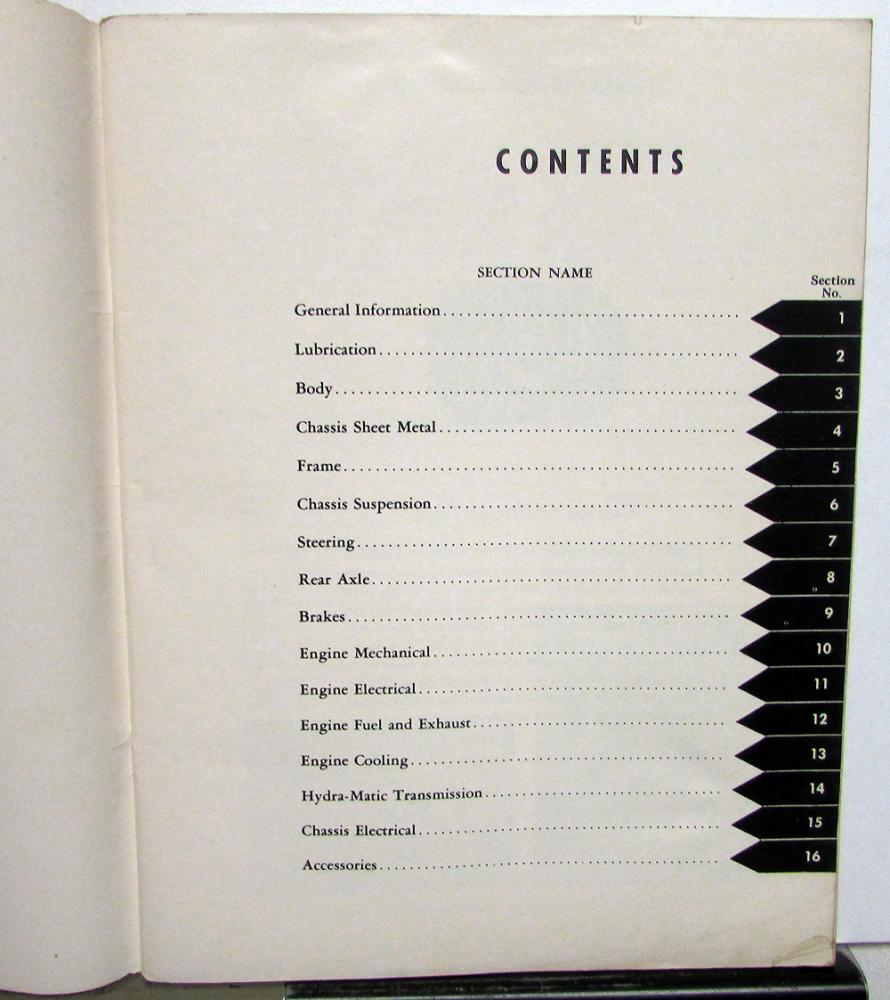 CONTENTS
SECTION NAME
Section
No.
General Information........................................ 1
Lubrication........................................ 2
Body........................................ 3
Chassis Sheet Metal........................................ 4
Frame........................................ 5
Chassis Suspension........................................ 6
Steering........................................ 7
Rear Axle........................................ 8
Brakes........................................ 9
Engine Mechanical........................................ 10
Engine Electrical........................................ 11
Engine Fuel and Exhaust........................................ 12
Engine Cooling........................................ 13
Hydra-Matic Transmission........................................ 14
Chassis Electrical........................................ 15
Accessories........................................ 16